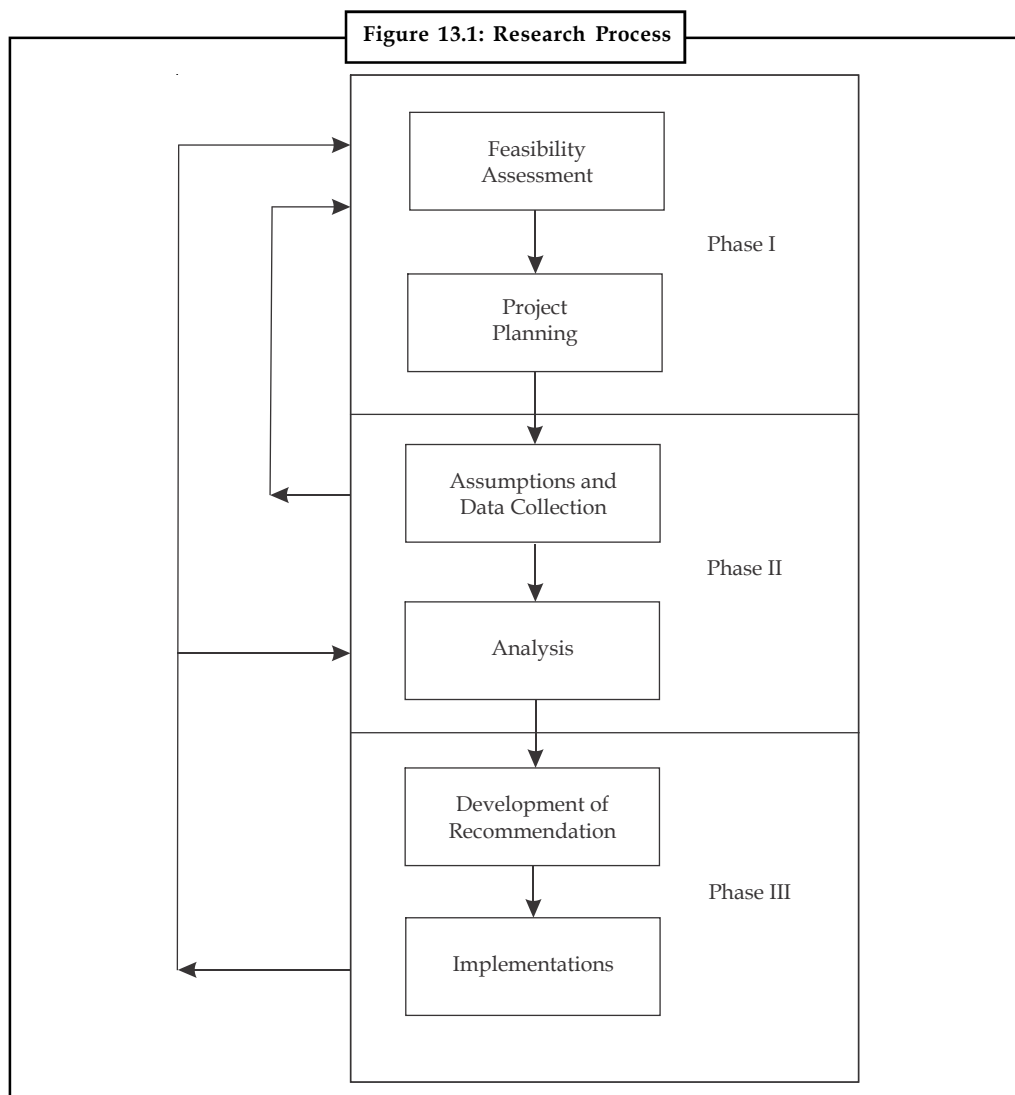 Figure 13.1: Research Process
Feasibility
Assessment
Phase I
Project
Planning
Assumptions and
Data Collection
Phase II
Analysis
Development of
Recommendation
Phase III
Implementations